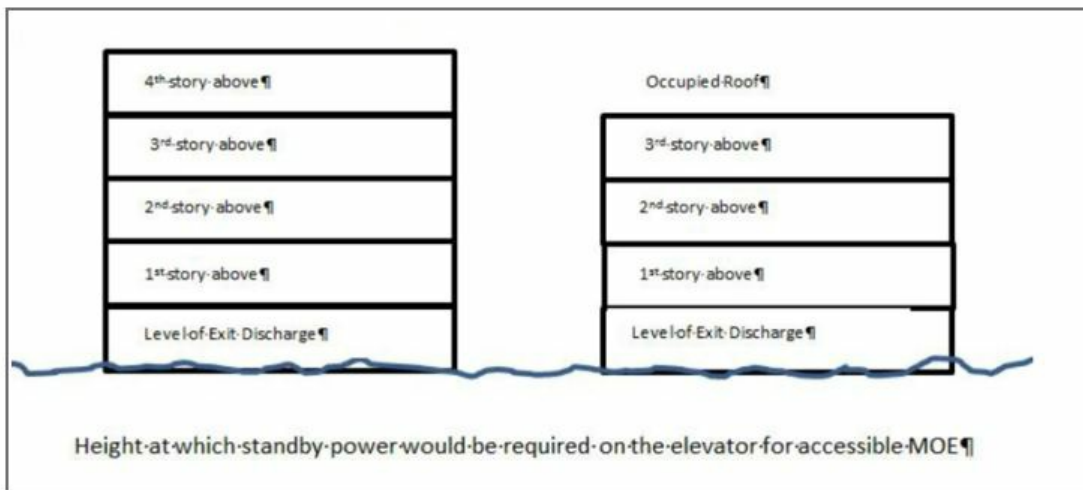 4th story above¶
3rd story above¶
2nd story above¶
1st story above¶
Level of Exit Discharge¶
Occupied Roof¶
3rd story above¶
2nd story above¶
1st story above¶
Level of Exit Discharge¶
Height·at·which·standby·power·would·be·required·on·the·elevator·for·accessible·MOE¶